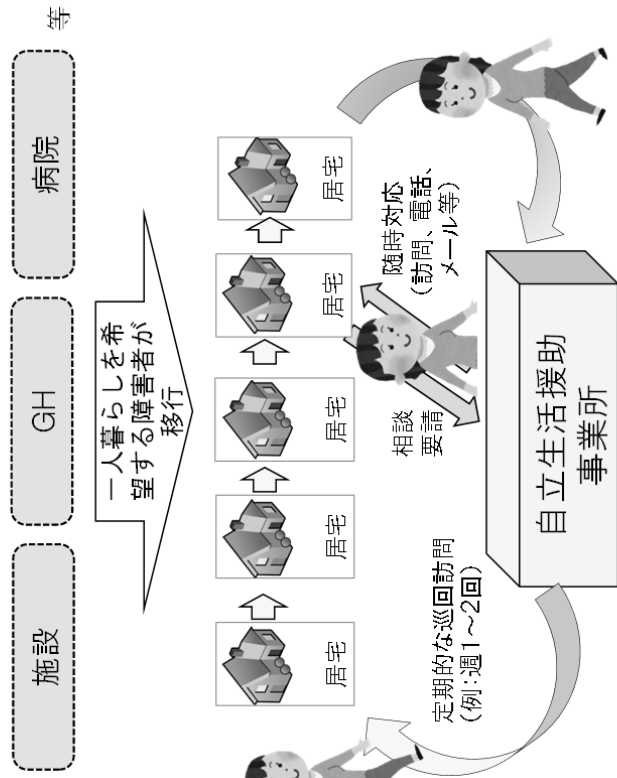 施設
GH
病院
等
一人暮らしを希
望する障害者が
移行
居宅
居宅
居宅
居宅
居宅
定期的な巡回訪問
(例：週１～２回)
相談
要請
随時対応
(訪問、電話、
メール等)
自立生活援助
事業所